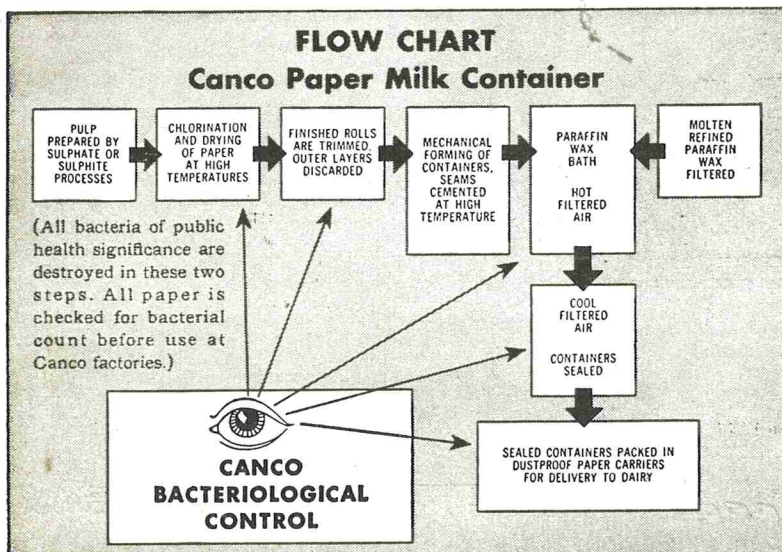 FLOW CHART
Canco Paper Milk Container
PULP
PREPARED BY
SULPHATE OR
SULPHITE
PROCESSES
CHLORINATION
AND DRYING
OF PAPER
AT HIGH
TEMPERATURES
FINISHED ROLLS
ARE TRIMMED.
OUTER LAYERS
DISCARDED
MECHANICAL
FORMING OF
CONTAINERS,
SEAMS
CEMENTED
AT HIGH
TEMPERATURE
PARAFFIN
WAX
BATH
HOT
FILTERED
AIR
MOLTEN
REFINED
PARAFFIN
WAX
FILTERED
(All bacteria of public
health significance are
destroyed in these two
steps. All paper is
checked for bacterial
count before use at
Canco factories.)
COOL
FILTERED
AIR
CONTAINERS
SEALED
CANCO
BACTERIOLOGICAL
CONTROL
SEALED CONTAINERS PACKED IN
DUSTPROOF PAPER CARRIERS
FOR DELIVERY TO DAIRY